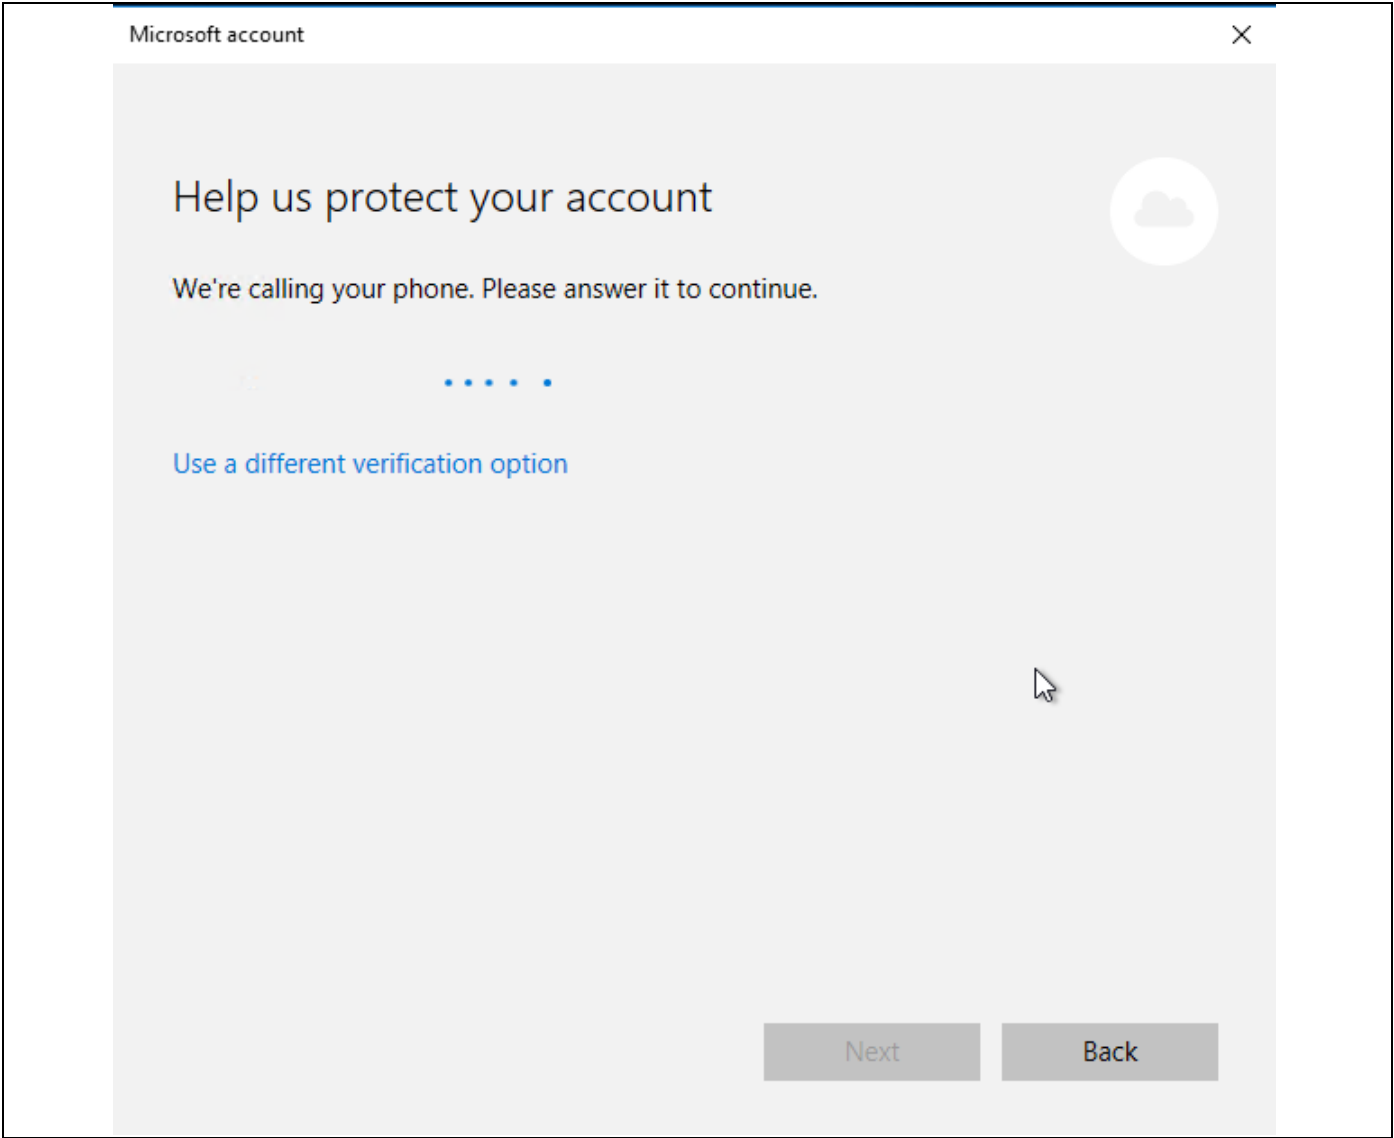 Microsoft account
Help us protect your account
We're calling your phone. Please answer it to continue.
Use a different verification option
Next
Back